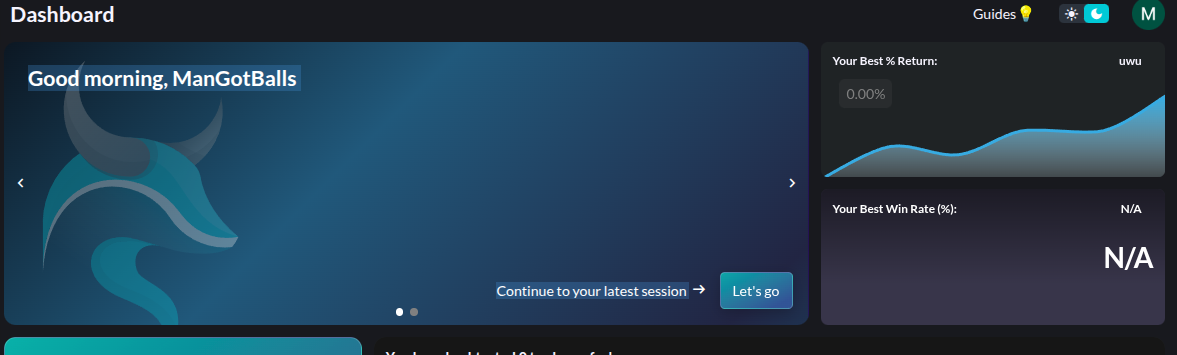 Dashboard
Guides
M
Good morning, ManGotBalls
Your Best % Return:
uwu
0.00%
Your Best Win Rate (%):
N/A
N/A
Continue to your latest session →
Let's go